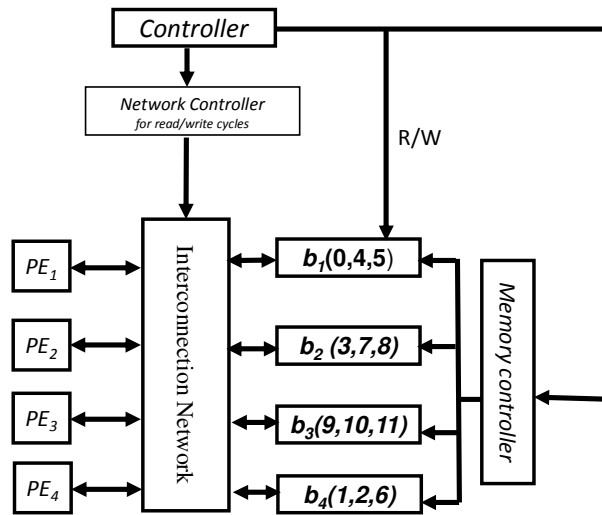 Controller
Network Controller
for read/write cycles
R/W
Interconnection Network
PE1
PE2
PE3
PE4
b1(0,4,5)
b2 (3,7,8)
b3(9,10,11)
b4(1,2,6)
Memory controller